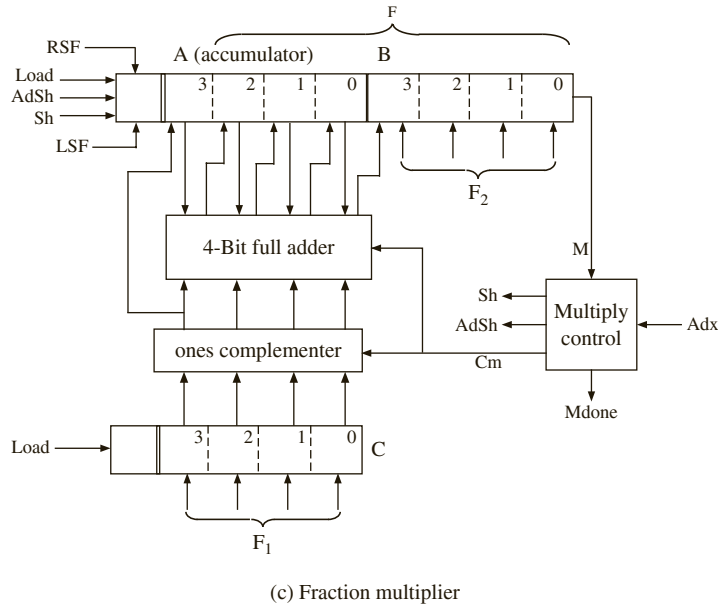 F
RSF
A (accumulator)
B
Load
AdSh
Sh
3 2 1 0 3 2 1 0
LSF
F2
4-Bit full adder
M
Sh
AdSh
Multiply
control
Adx
ones complementer
Cm
Mdone
Load
3 2 1 0
C
F1
(c) Fraction multiplier